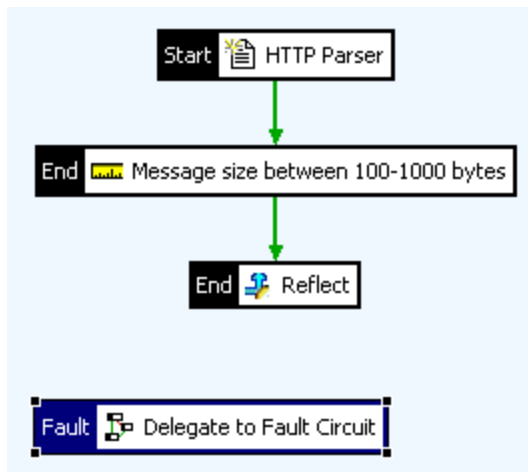 Start HTTP Parser
End Message size between 100-1000 bytes
End Reflect
Fault Delegate to Fault Circuit